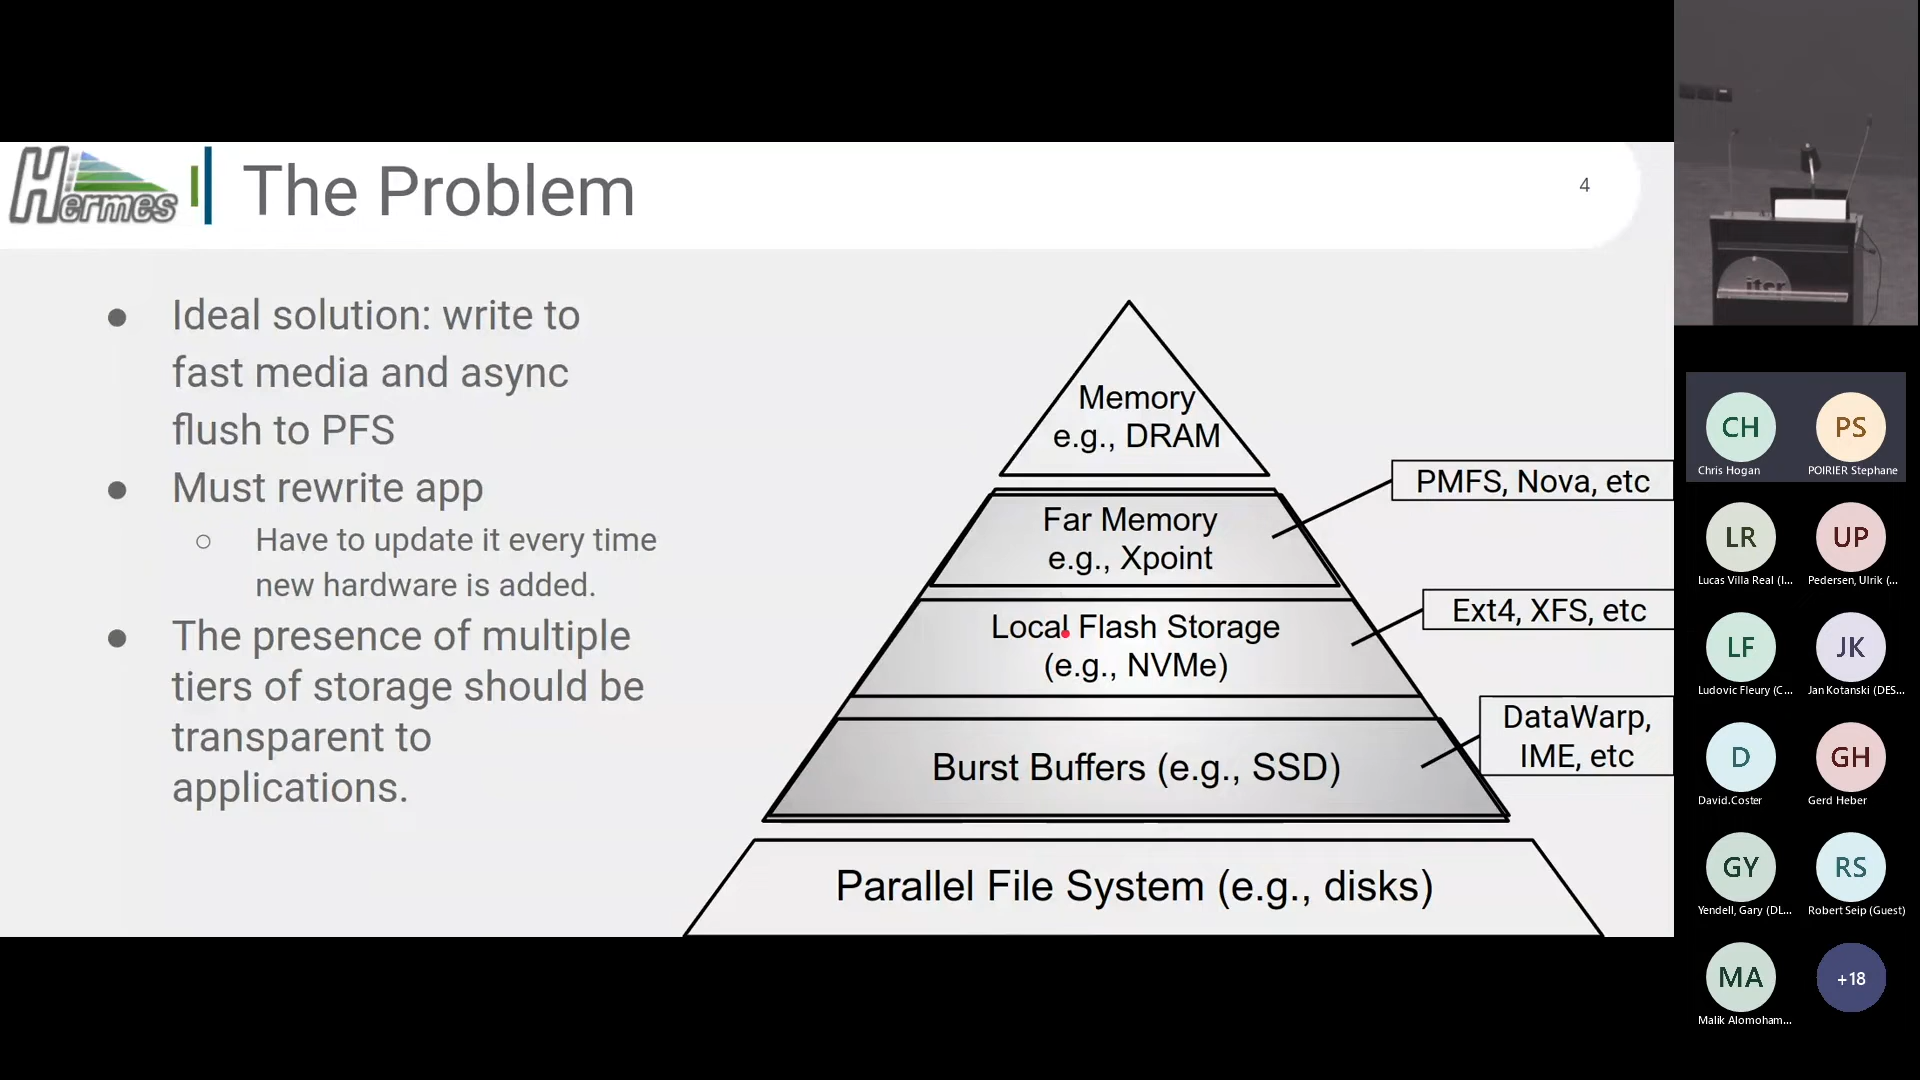 Hermes
The Problem
4
Ideal solution: write to
fast media and async
flush to PFS
Must rewrite app
Have to update it every time
new hardware is added.
The presence of multiple
tiers of storage should be
transparent to
applications.
Memory
e.g., DRAM
Far Memory
e.g., Xpoint
Local Flash Storage
(e.g., NVMe)
Burst Buffers (e.g., SSD)
Parallel File System (e.g., disks)
PMFS, Nova, etc
Ext4, XFS, etc
DataWarp,
IME, etc
iter
CH
Chris Hogan
PS
POIRIER Stephane
LR
Lucas Villa Real (I...
UP
Pedersen, Ulrik (...
LF
Ludovic Fleury (C...
JK
Jan Kotanski (DES...
D
David.Coster
GH
Gerd Heber
GY
Yendell, Gary (DL...
RS
Robert Seip (Guest)
MA
Malik Alomoham...
+18